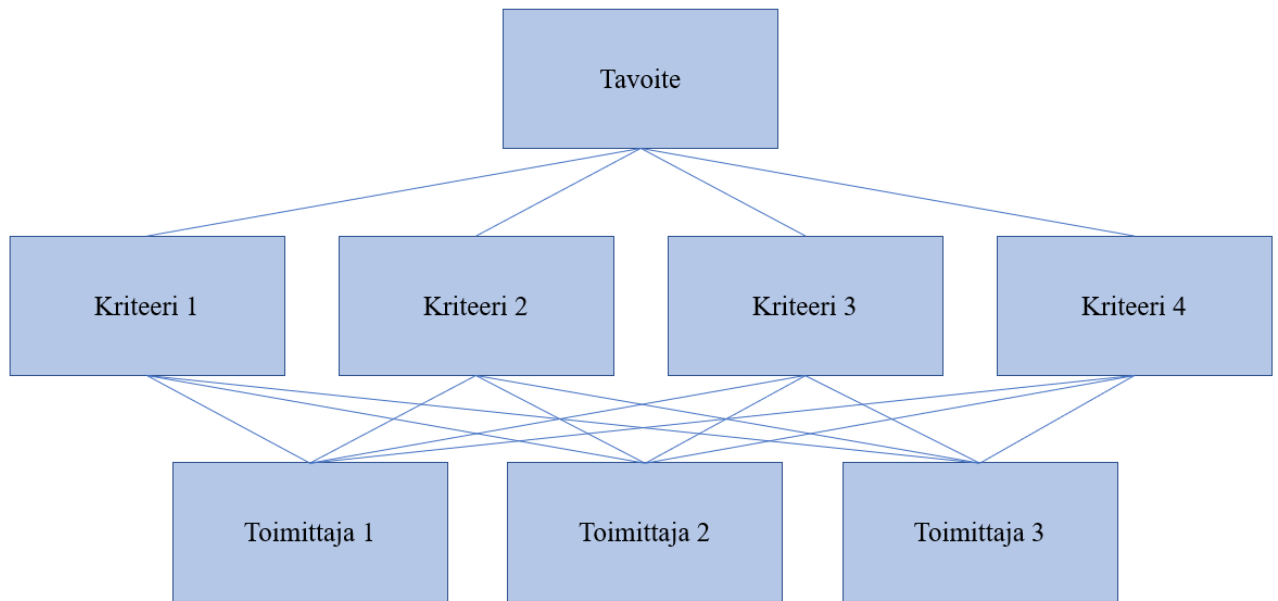 Tavoite
Kriteeri 1
Kriteeri 2
Kriteeri 3
Kriteeri 4
Toimittaja 1
Toimittaja 2
Toimittaja 3